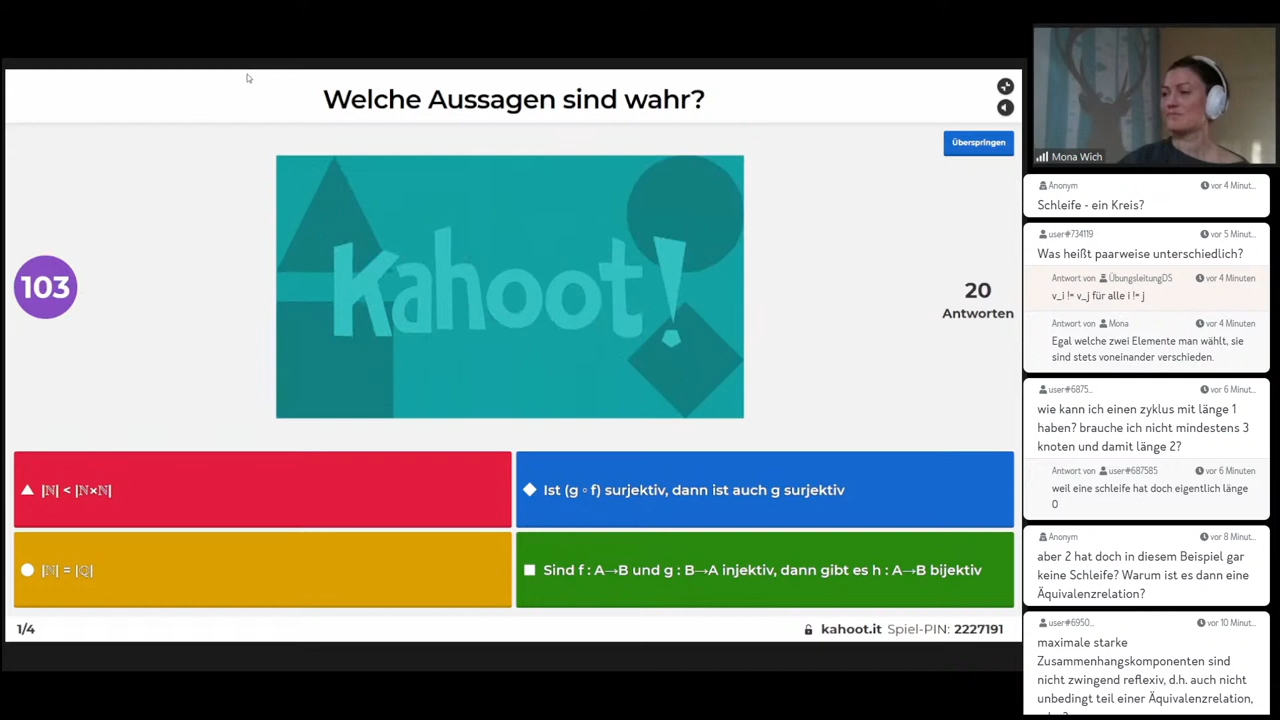 Welche Aussagen sind wahr?
Überspringen
Kahoot!
103
20
Antworten
|ℕ| < |ℕ×ℕ|
Ist (g ∘ f) surjektiv, dann ist auch g surjektiv
|ℕ| = |ℚ|
Sind f : A→B und g : B→A injektiv, dann gibt es h : A→B bijektiv
1/4
kahoot.it Spiel-PIN: 2227191
Mona Wich
Anonym
vor 4 Minut...
Schleife - ein Kreis?
user#734119
vor 5 Minut...
Was heißt paarweise unterschiedlich?
Antwort von ÜbungsleitungDS
vor 4 Minuten
v_i != v_j für alle i != j
Antwort von Mona
vor 4 Minuten
Egal welche zwei Elemente man wählt, sie
sind stets voneinander verschieden.
user#6875...
vor 6 Minut...
wie kann ich einen zyklus mit länge 1
haben? brauche ich nicht mindestens 3
knoten und damit länge 2?
Antwort von user#687585
vor 6 Minuten
weil eine schleife hat doch eigentlich länge
0
Anonym
vor 8 Minut...
aber 2 hat doch in diesem Beispiel gar
keine Schleife? Warum ist es dann eine
Äquivalenzrelation?
user#6950...
vor 10 Minut...
maximale starke
Zusammenhangskomponenten sind
nicht zwingend reflexiv, d.h. auch nicht
unbedingt teil einer Äquivalenzrelation,